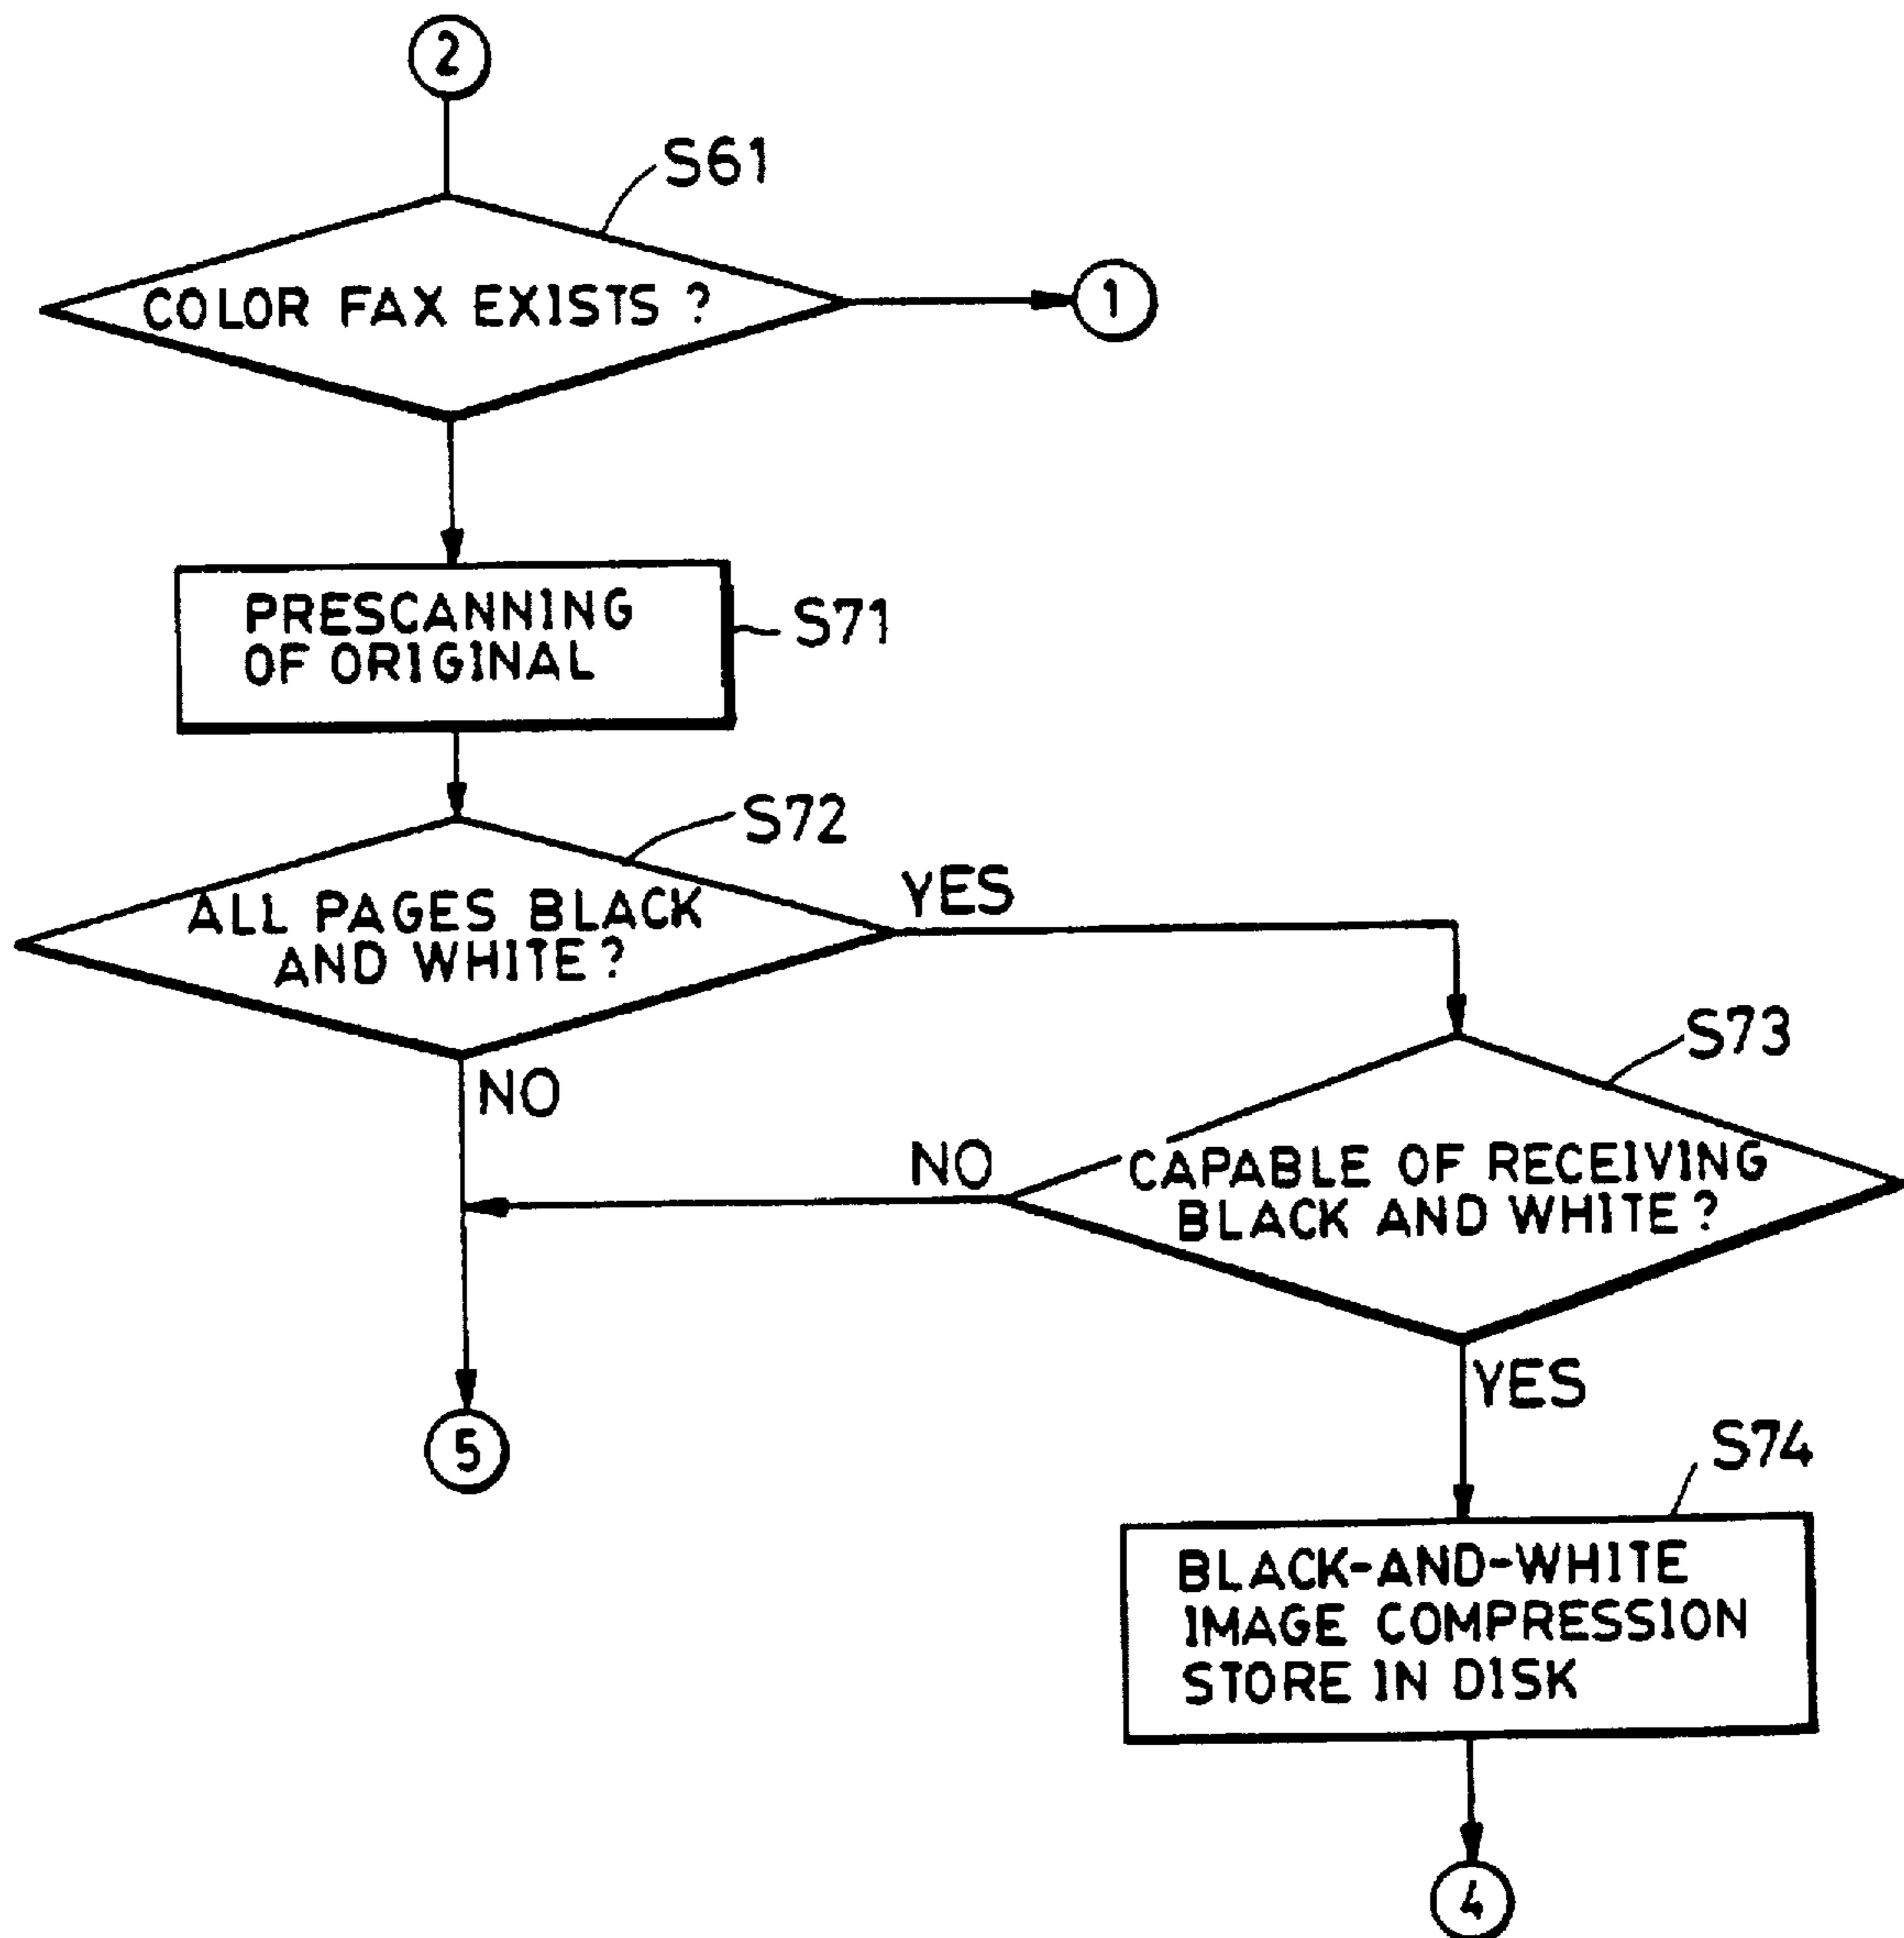 2
S61
COLOR FAX EXISTS ?
1
PRESCANNING
OF ORIGINAL
S71
S72
ALL PAGES BLACK
AND WHITE ?
YES
NO
S73
NO
CAPABLE OF RECEIVING
BLACK AND WHITE ?
YES
5
S74
BLACK-AND-WHITE
IMAGE COMPRESSION
STORE IN DISK
4